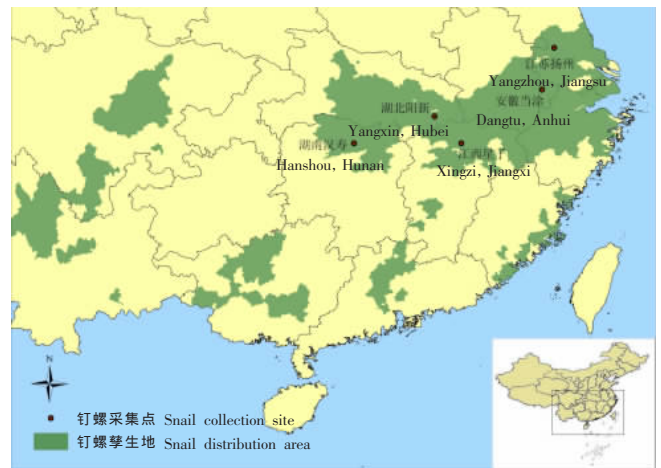 江苏扬州
Yangzhou, Jiangsu
安徽当涂
Dangtu, Anhui
湖北阳新
Yangxin, Hubei
湖南汉寿
Hanshou, Hunan
Xingzi, Jiangxi
N
钉螺采集点 Snail collection site
钉螺孳生地 Snail distribution area